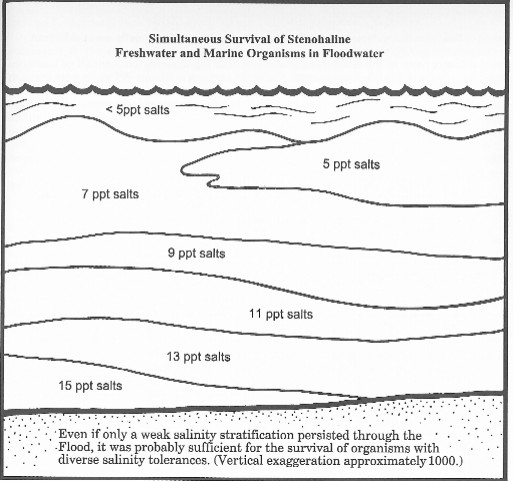 Simultaneous Survival of Stenohaline
Freshwater and Marine Organisms in Floodwater
< 5ppt salts
5 ppt salts
7 ppt salts
9 ppt salts
11 ppt salts
13 ppt salts
15 ppt salts
Even if only a weak salinity stratification persisted through the
Flood, it was probably sufficient for the survival of organisms with
diverse salinity tolerances. (Vertical exaggeration approximately 1000.)